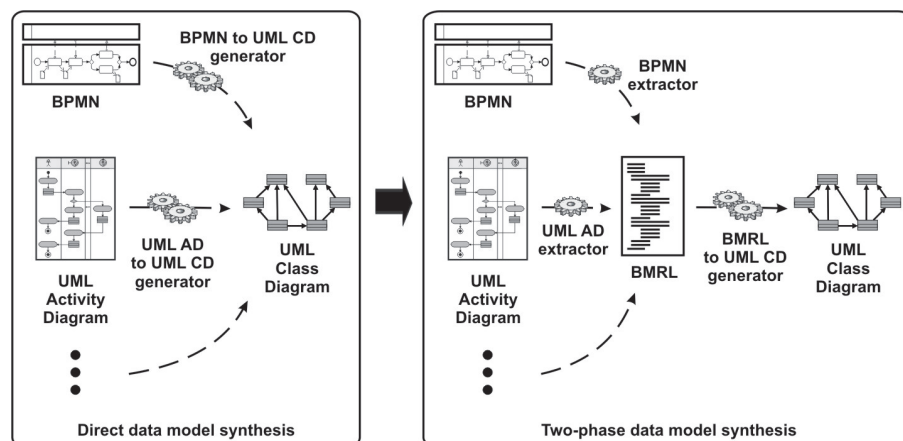 BPMN to UML CD
generator
BPMN
UML AD
to UML CD
generator
UML
Activity
Diagram
UML
Class
Diagram
Direct data model synthesis
BPMN
extractor
BPMN
UML AD
extractor
UML
Activity
Diagram
BMRL
BMRL
to UML CD
generator
UML
Class
Diagram
Two-phase data model synthesis